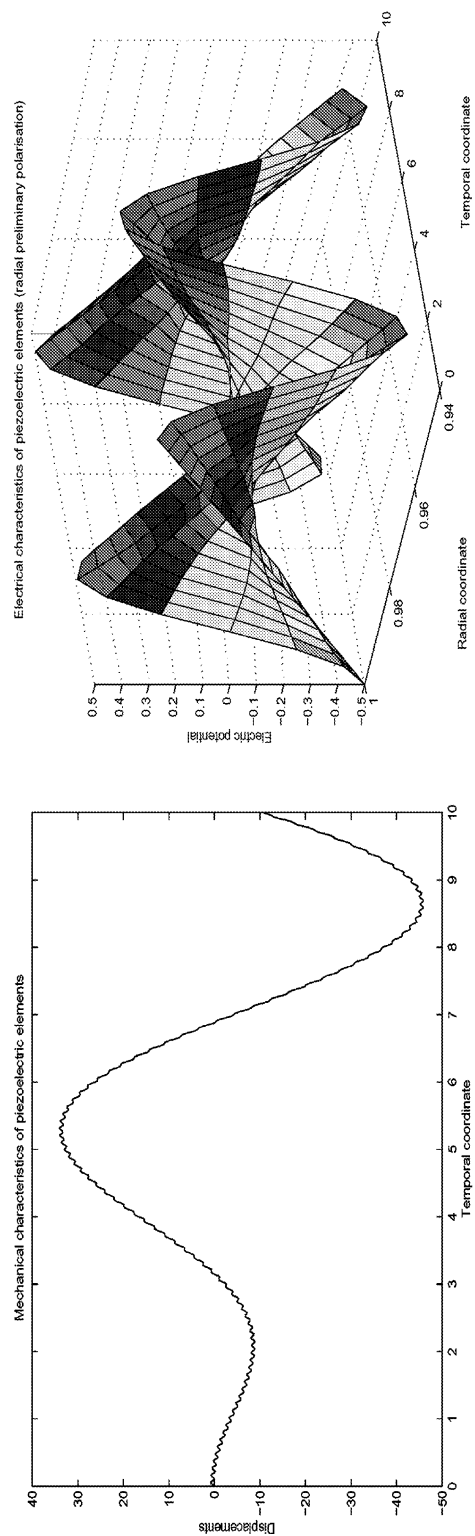 Mechanical characteristics of piezoelectric elements
40
30
20
10
0
−10
−20
−30
−40
−50
Displacements
0 1 2 3 4 5 6 7 8 9 10
Temporal coordinate
Electrical characteristics of piezoelectric elements (radial preliminary polarisation)
0.5
0.4
0.3
0.2
0.1
0
−0.1
−0.2
−0.3
−0.4
−0.5
Electric potential
1 0.98 0.96 0.94
Radial coordinate
0 2 4 6 8 10
Temporal coordinate